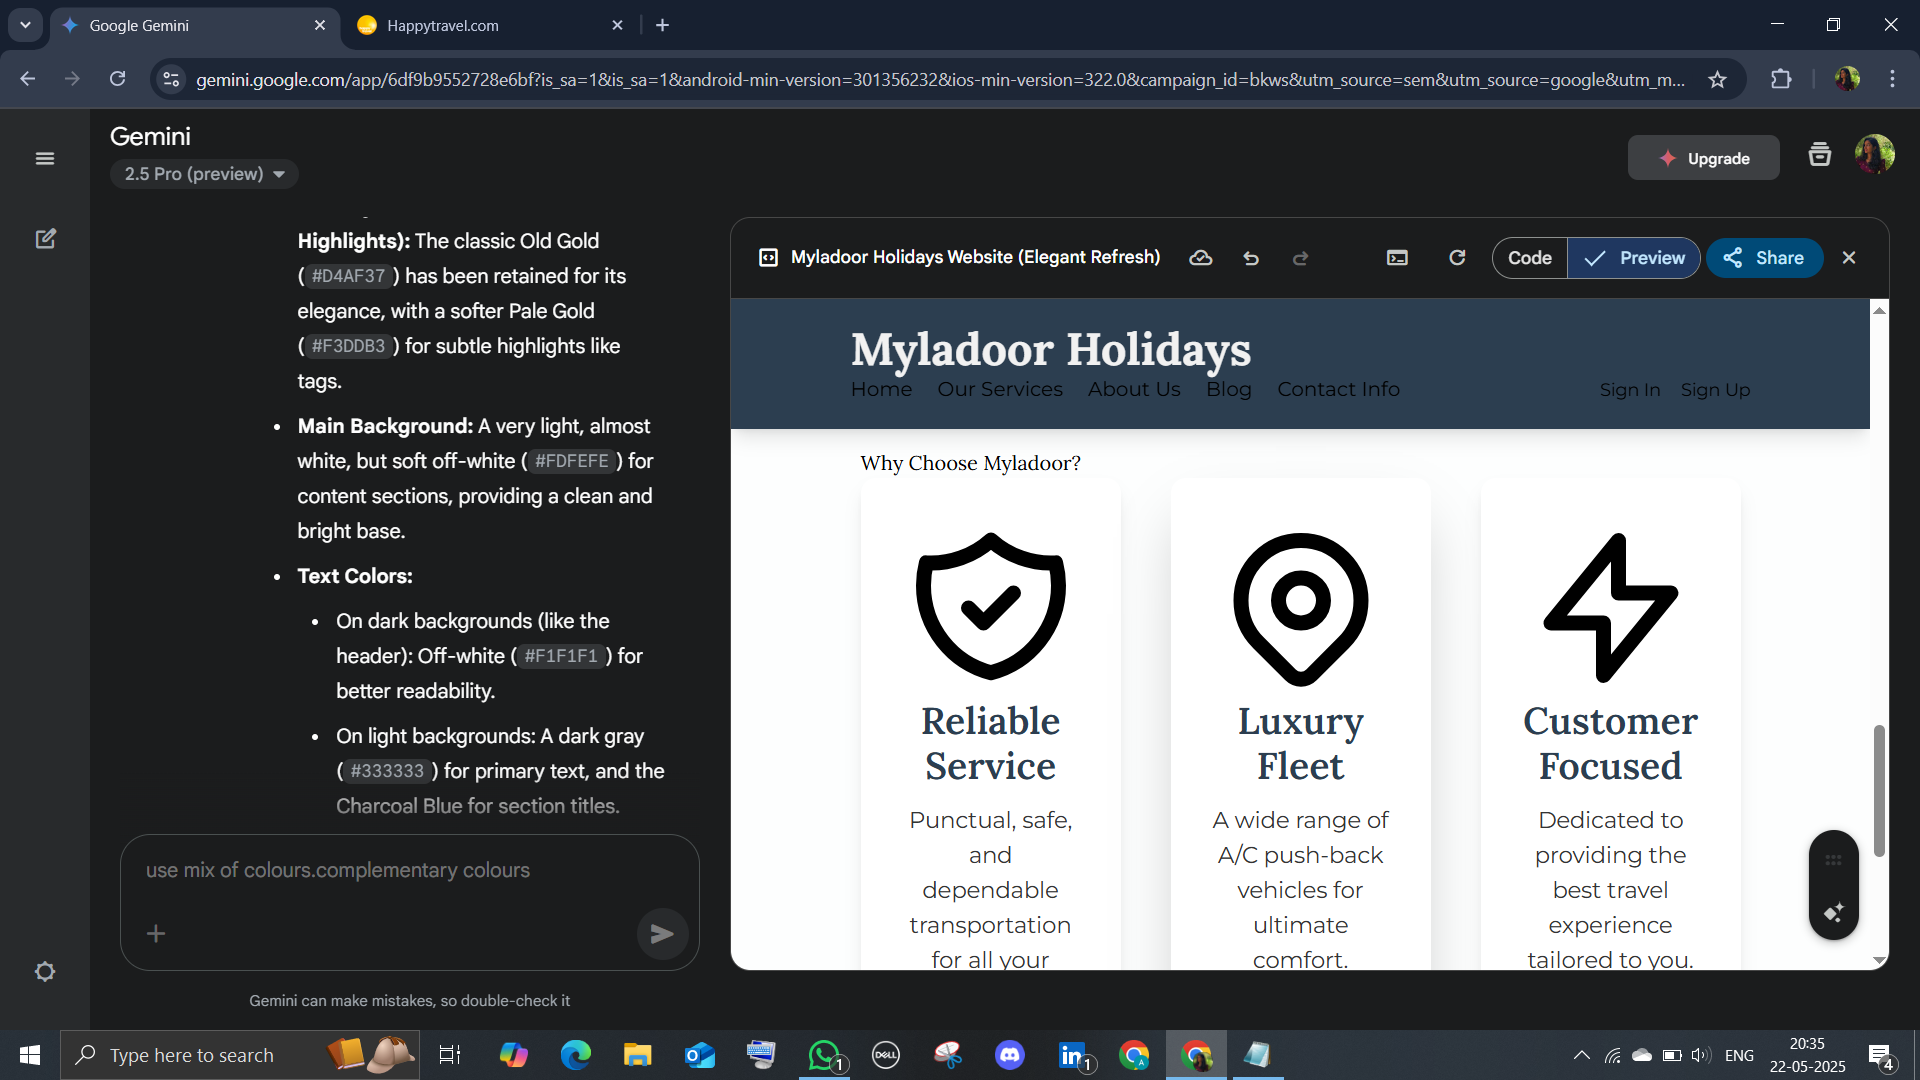 Google Gemini
Happytravel.com
gemini.google.com/app/6df9b9552728e6bf?is_sa=1&is_sa=1&android-min-version=301356232&ios-min-version=322.0&campaign_id=bkws&utm_source=sem&utm_source=google&utm_m...
Gemini
2.5 Pro (preview)
Upgrade
Highlights): The classic Old Gold
( #D4AF37 ) has been retained for its
elegance, with a softer Pale Gold
( #F3DDB3 ) for subtle highlights like
tags.
• Main Background: A very light, almost
white, but soft off-white ( #FDFEFE ) for
content sections, providing a clean and
bright base.
• Text Colors:
• On dark backgrounds (like the
header): Off-white ( #F1F1F1 ) for
better readability.
• On light backgrounds: A dark gray
( #333333 ) for primary text, and the
Charcoal Blue for section titles.
use mix of colours.complementary colours
Gemini can make mistakes, so double-check it
Myladoor Holidays Website (Elegant Refresh)
Code
Preview
Share
Myladoor Holidays
Home Our Services About Us Blog Contact Info
Sign In Sign Up
Why Choose Myladoor?
Reliable
Service
Punctual, safe,
and
dependable
transportation
for all your
Luxury
Fleet
A wide range of
A/C push-back
vehicles for
ultimate
comfort.
Customer
Focused
Dedicated to
providing the
best travel
experience
tailored to you.
Type here to search
1
DELL
in
1
A
ENG
20:35
22-05-2025
4